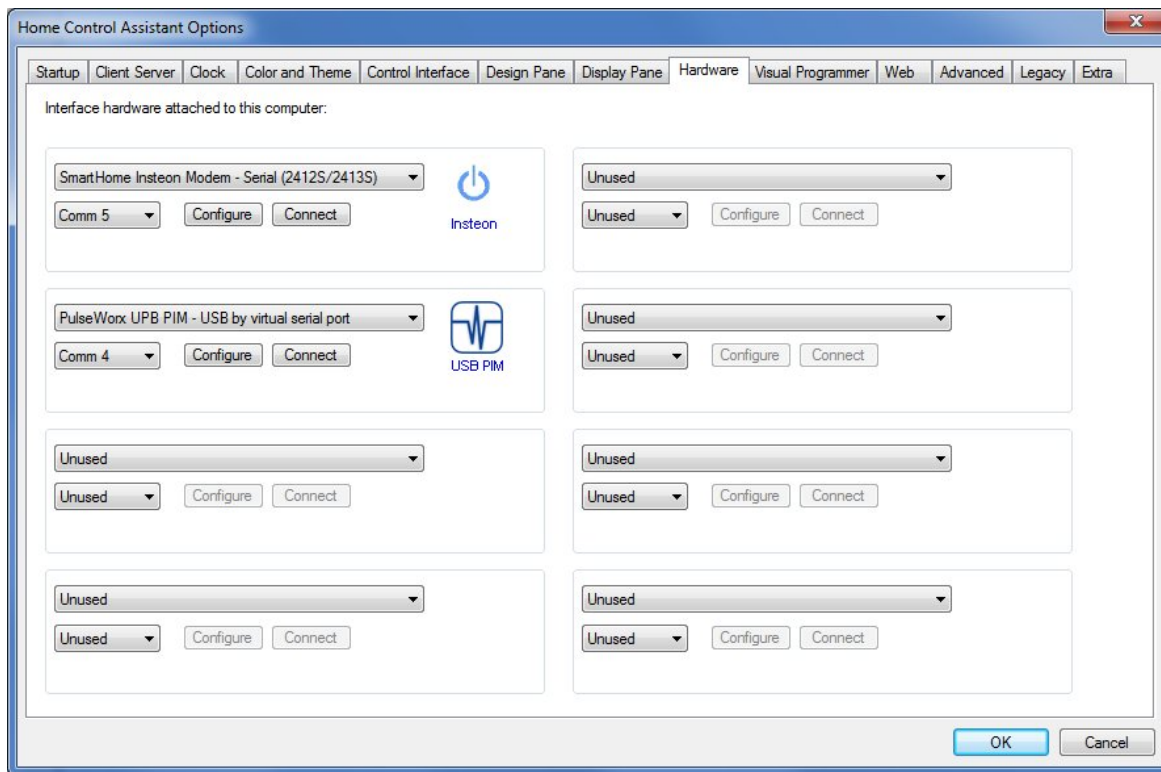 Home Control Assistant Options
Startup Client Server Clock Color and Theme Control Interface Design Pane Display Pane Hardware Visual Programmer Web Advanced Legacy Extra
Interface hardware attached to this computer:
SmartHome Insteon Modem - Serial (2412S/2413S)
Comm 5 Configure Connect
Insteon
Unused
Unused Configure Connect
PulseWorx UPB PIM - USB by virtual serial port
Comm 4 Configure Connect
USB PIM
Unused
Unused Configure Connect
Unused
Unused Configure Connect
Unused
Unused Configure Connect
Unused
Unused Configure Connect
Unused
Unused Configure Connect
OK Cancel